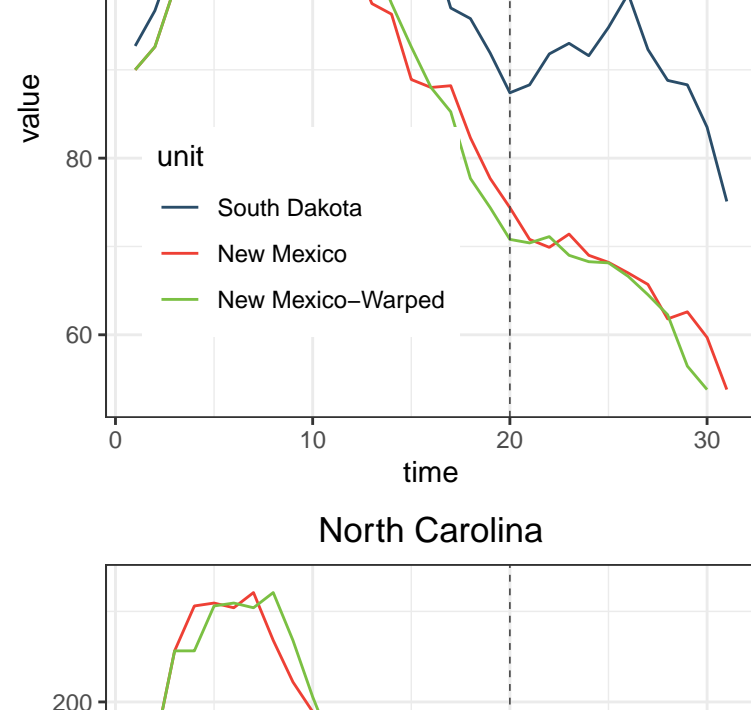 value
80
60
unit
South Dakota
New Mexico
New Mexico−Warped
0
10
20
30
time
North Carolina
200